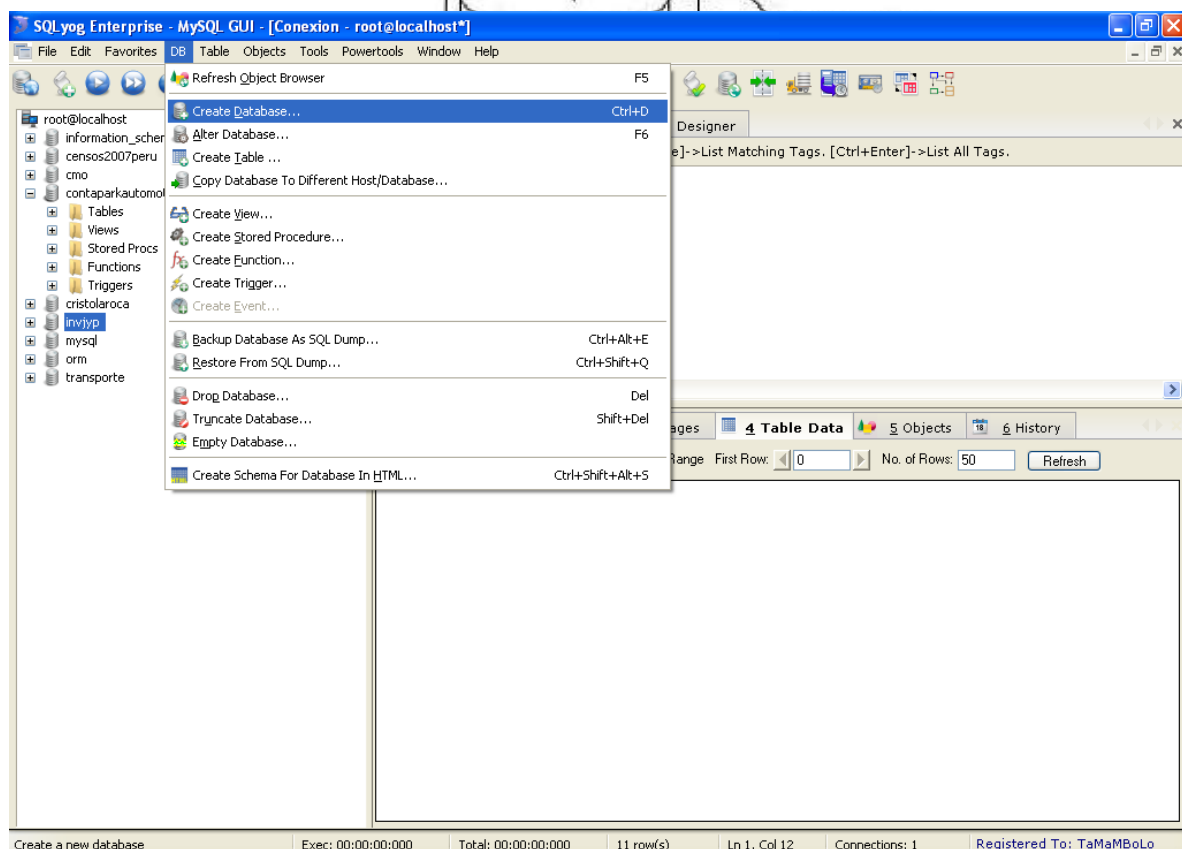 SQLyog Enterprise - MySQL GUI - [Conexion - root@localhost*]
File Edit Favorites DB Table Objects Tools Powertools Window Help
Refresh Object Browser F5
Create Database... Ctrl+D
Alter Database... F6
Create Table ...
Copy Database To Different Host/Database...
Create View...
Create Stored Procedure...
Create Function...
Create Trigger...
Create Event...
Backup Database As SQL Dump... Ctrl+Alt+E
Restore From SQL Dump... Ctrl+Shift+Q
Drop Database... Del
Truncate Database... Shift+Del
Empty Database...
Create Schema For Database In HTML... Ctrl+Shift+Alt+S
root@localhost
information_scher
censos2007peru
cmo
contaparkautomo
Tables
Views
Stored Procs
Functions
Triggers
cristolaroca
invjyp
mysql
orm
transporte
Designer
e]->List Matching Tags. [Ctrl+Enter]->List All Tags.
ages 4 Table Data 5 Objects 6 History
Range First Row: 0 No. of Rows: 50 Refresh
Create a new database Exec: 00:00:00:000 Total: 00:00:00:000 11 row(s) Ln 1, Col 12 Connections: 1 Registered To: TaMaMBoLo